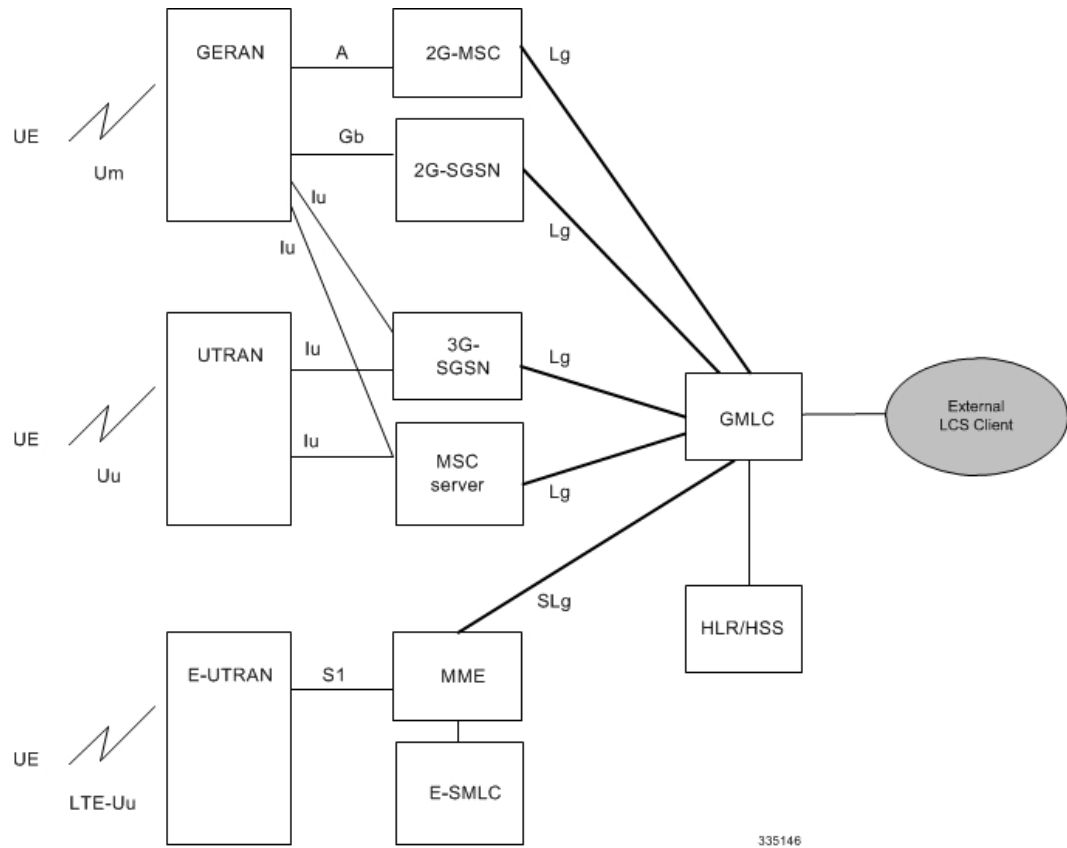 GERAN
A
2G-MSC
Lg
UE
Um
Gb
2G-SGSN
Iu
Iu
Lg
UTRAN
Iu
3G-
SGSN
Lg
GMLC
External
LCS Client
UE
Uu
Iu
MSC
server
Lg
SLg
HLR/HSS
E-UTRAN
S1
MME
UE
LTE-Uu
E-SMLC
335146